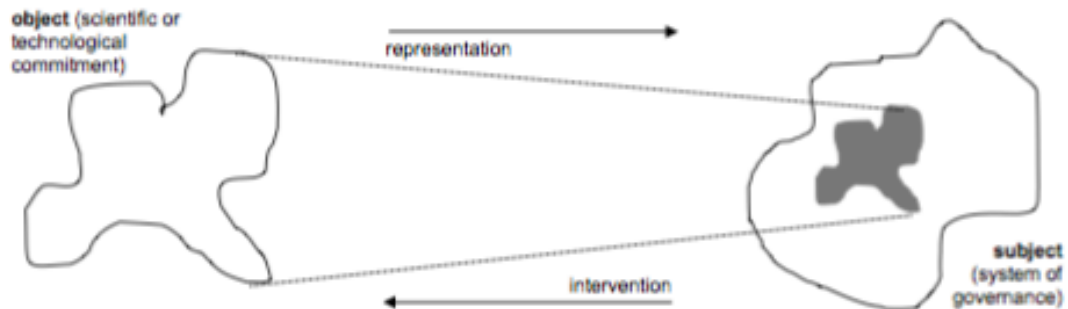 object (scientific or
technological
commitment)
representation
intervention
subject
(system of
governance)